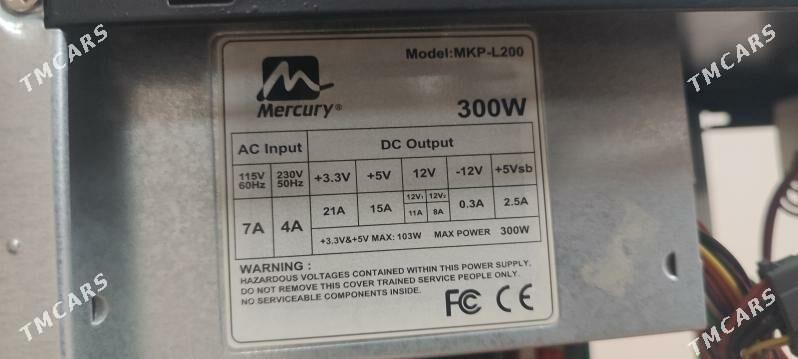 TMCARS
TMCARS
Model:MKP-L200
Mercury®
300W
AC Input DC Output
115V 60Hz 230V 50Hz +3.3V +5V 12V -12V +5Vsb
7A 4A 21A 15A 12V1 12V2 11A 8A 0.3A 2.5A
+3.3V&+5V MAX: 103W MAX POWER 300W
WARNING :
HAZARDOUS VOLTAGES CONTAINED WITHIN THIS POWER SUPPLY.
DO NOT REMOVE THIS COVER TRAINED SERVICE PEOPLE ONLY.
NO SERVICEABLE COMPONENTS INSIDE.
FC CE
TMCARS
TMCARS